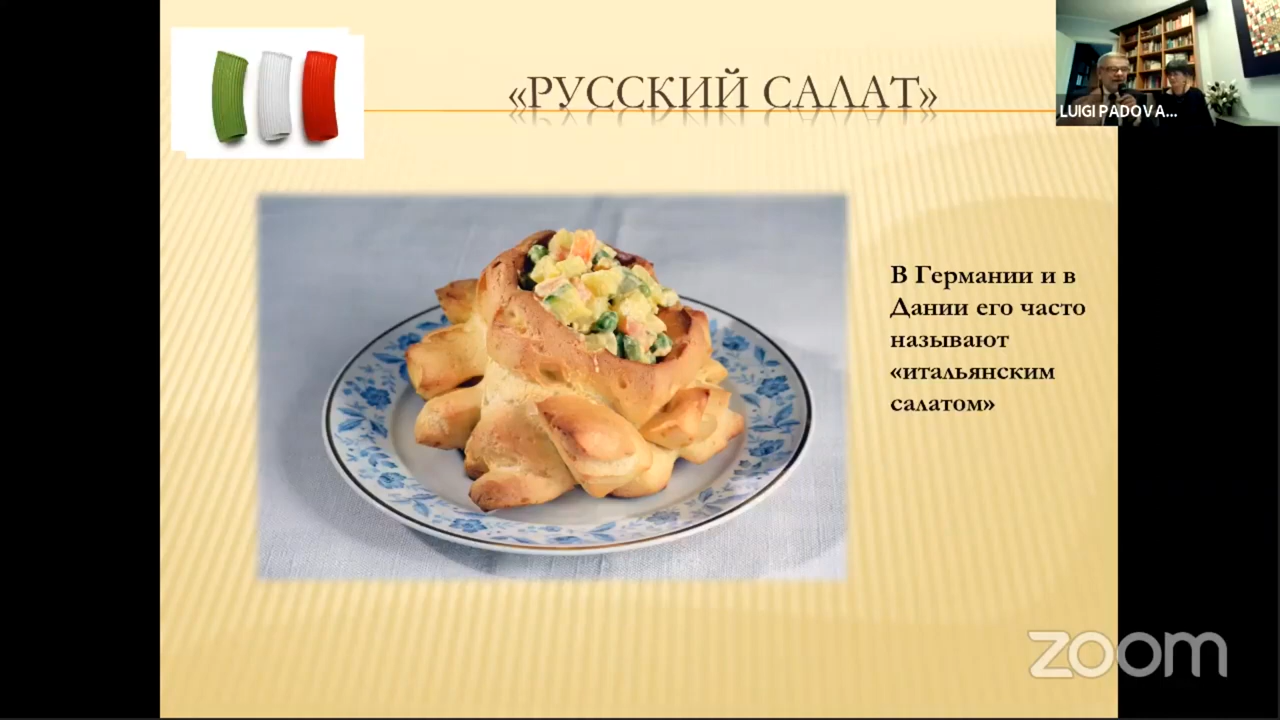 «РУССКИЙ САЛАТ»
LUIGI PADOVA...
В Германии и в
Дании его часто
называют
«итальянским
салатом»
zoom